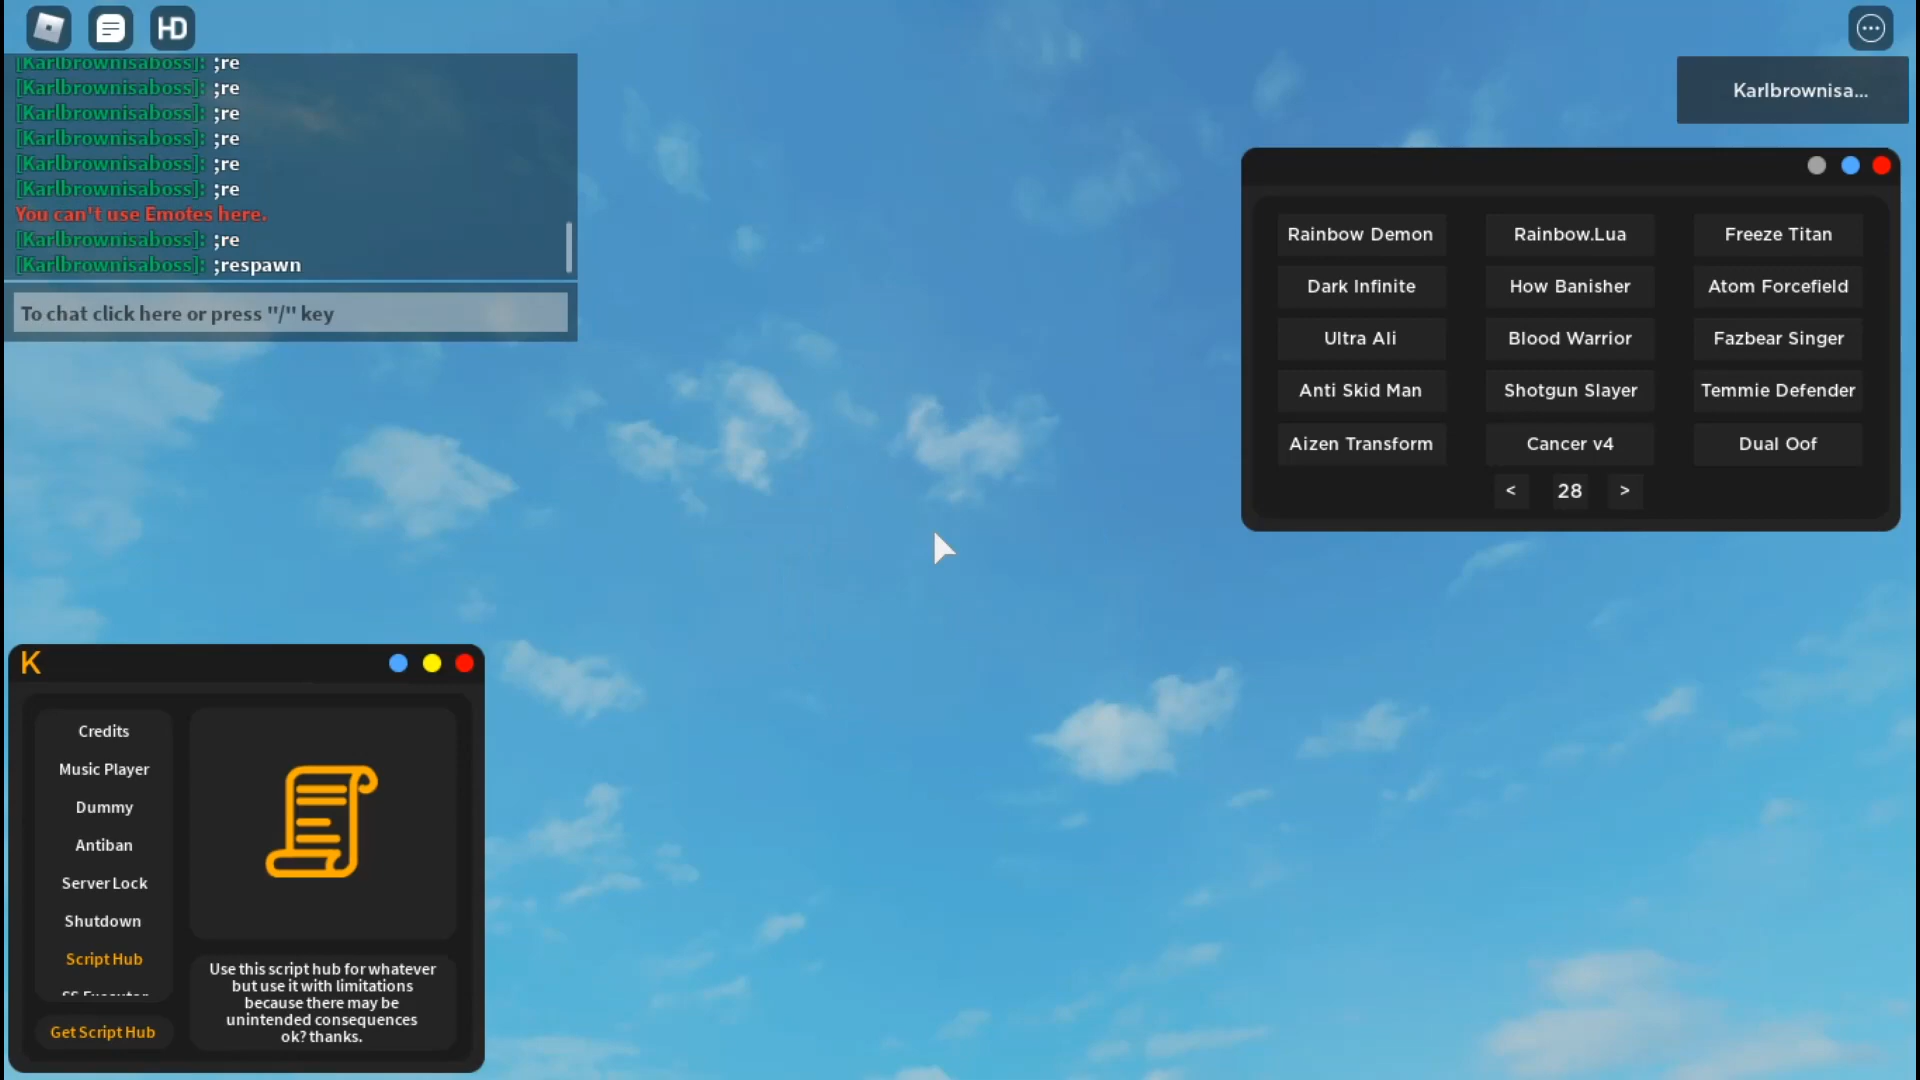 HD
[Karlbrownisaboss]: ;re
[Karlbrownisaboss]: ;re
[Karlbrownisaboss]: ;re
[Karlbrownisaboss]: ;re
[Karlbrownisaboss]: ;re
[Karlbrownisaboss]: ;re
You can't use Emotes here.
[Karlbrownisaboss]: ;re
[Karlbrownisaboss]: ;respawn
To chat click here or press "/" key
Karlbrownisa...
Rainbow Demon
Rainbow.Lua
Freeze Titan
Dark Infinite
How Banisher
Atom Forcefield
Ultra Ali
Blood Warrior
Fazbear Singer
Anti Skid Man
Shotgun Slayer
Temmie Defender
Aizen Transform
Cancer v4
Dual Oof
< 28 >
K
Credits
Music Player
Dummy
Antiban
Server Lock
Shutdown
Script Hub
SS Executor
Get Script Hub
Use this script hub for whatever
but use it with limitations
because there may be
unintended consequences
ok? thanks.